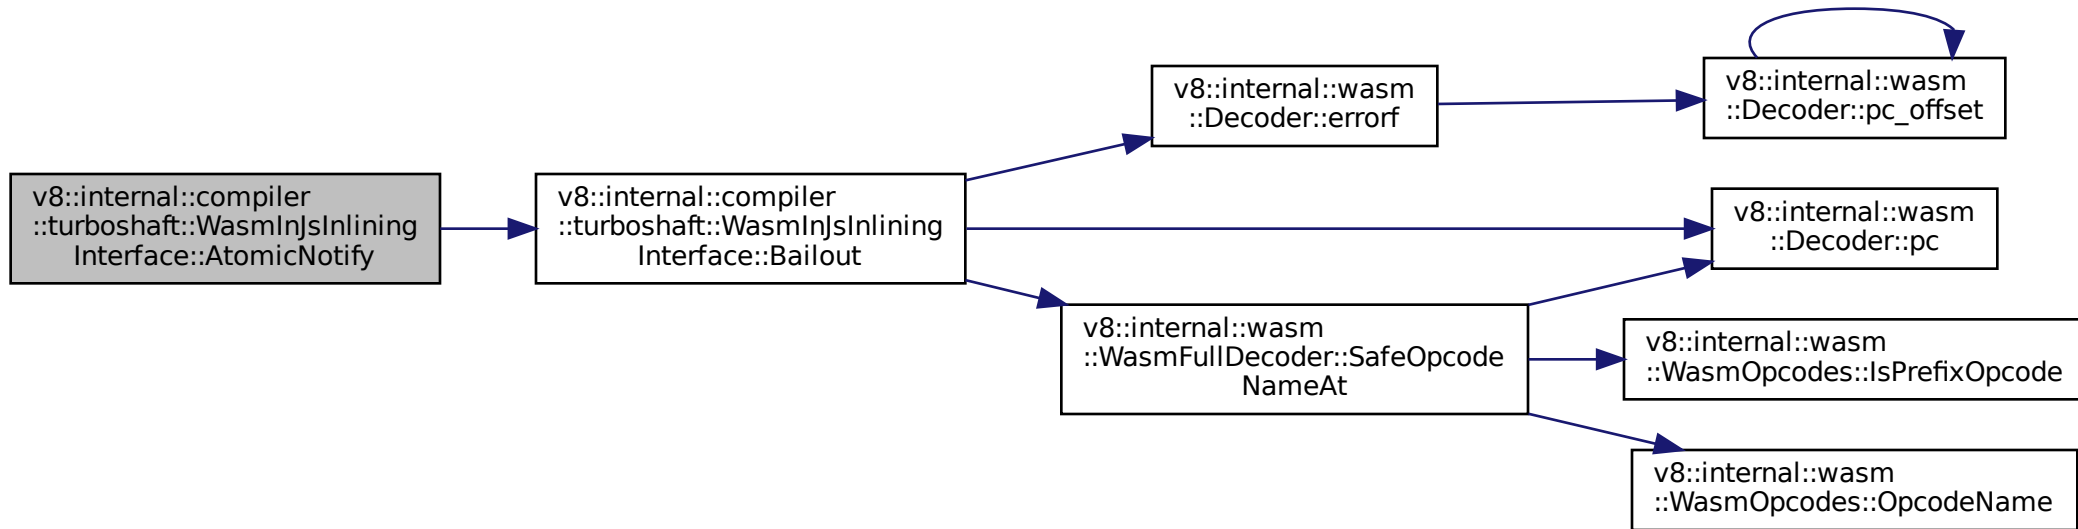 v8::internal::compiler
::turboshaft::WasmInJsInlining
Interface::AtomicNotify
v8::internal::compiler
::turboshaft::WasmInJsInlining
Interface::Bailout
v8::internal::wasm
::Decoder::errorf
v8::internal::wasm
::Decoder::pc_offset
v8::internal::wasm
::Decoder::pc
v8::internal::wasm
::WasmFullDecoder::SafeOpcode
NameAt
v8::internal::wasm
::WasmOpcodes::IsPrefixOpcode
v8::internal::wasm
::WasmOpcodes::OpcodeName